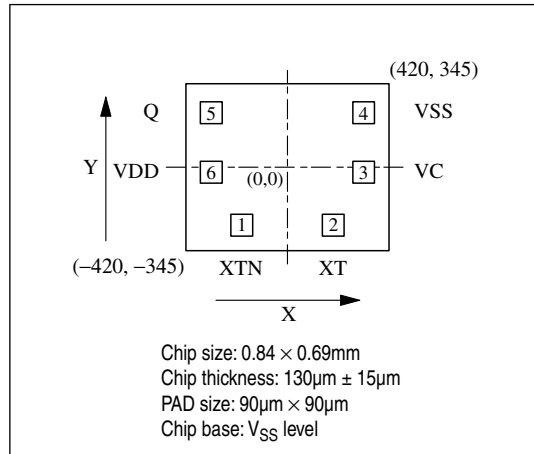 (420, 345)
Q 5 4 VSS
Y VDD 6 (0,0) 3 VC
1 2
(−420, −345) XTN XT
X
Chip size: 0.84 × 0.69mm
Chip thickness: 130μm ± 15μm
PAD size: 90μm × 90μm
Chip base: VSS level